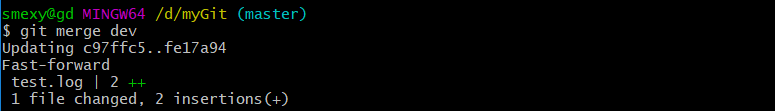 smexy@gd MINGW64 /d/myGit (master)
$ git merge dev
Updating c97ffc5..fe17a94
Fast-forward
 test.log | 2 ++
 1 file changed, 2 insertions(+)